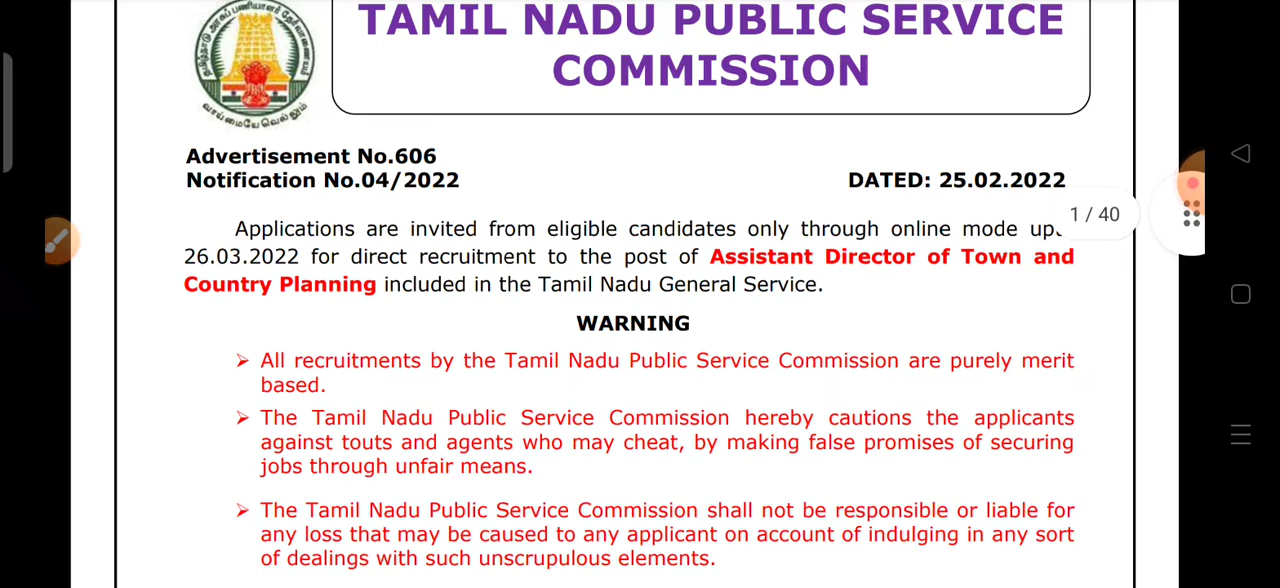 TAMIL NADU PUBLIC SERVICE
COMMISSION
வாய்மையே வெல்லும்
Advertisement No.606
Notification No.04/2022 DATED: 25.02.2022
1 / 40
Applications are invited from eligible candidates only through online mode
26.03.2022 for direct recruitment to the post of Assistant Director of Town and
Country Planning included in the Tamil Nadu General Service.
WARNING
➢ All recruitments by the Tamil Nadu Public Service Commission are purely merit
based.
➢ The Tamil Nadu Public Service Commission hereby cautions the applicants
against touts and agents who may cheat, by making false promises of securing
jobs through unfair means.
➢ The Tamil Nadu Public Service Commission shall not be responsible or liable for
any loss that may be caused to any applicant on account of indulging in any sort
of dealings with such unscrupulous elements.